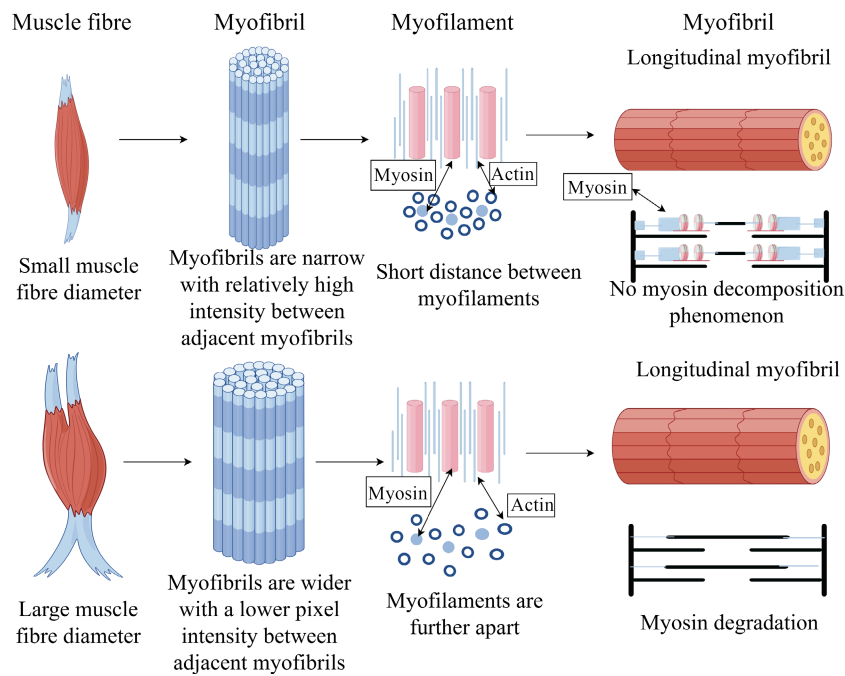 Muscle fibre
Myofibril
Myofilament
Myofibril
Longitudinal myofibril
Myosin
Actin
Myosin
Small muscle
fibre diameter
Myofibrils are narrow
with relatively high
intensity between
adjacent myofibrils
Short distance between
myofilaments
No myosin decomposition
phenomenon
Longitudinal myofibril
Myosin
Actin
Large muscle
fibre diameter
Myofibrils are wider
with a lower pixel
intensity between
adjacent myofibrils
Myofilaments are
further apart
Myosin degradation